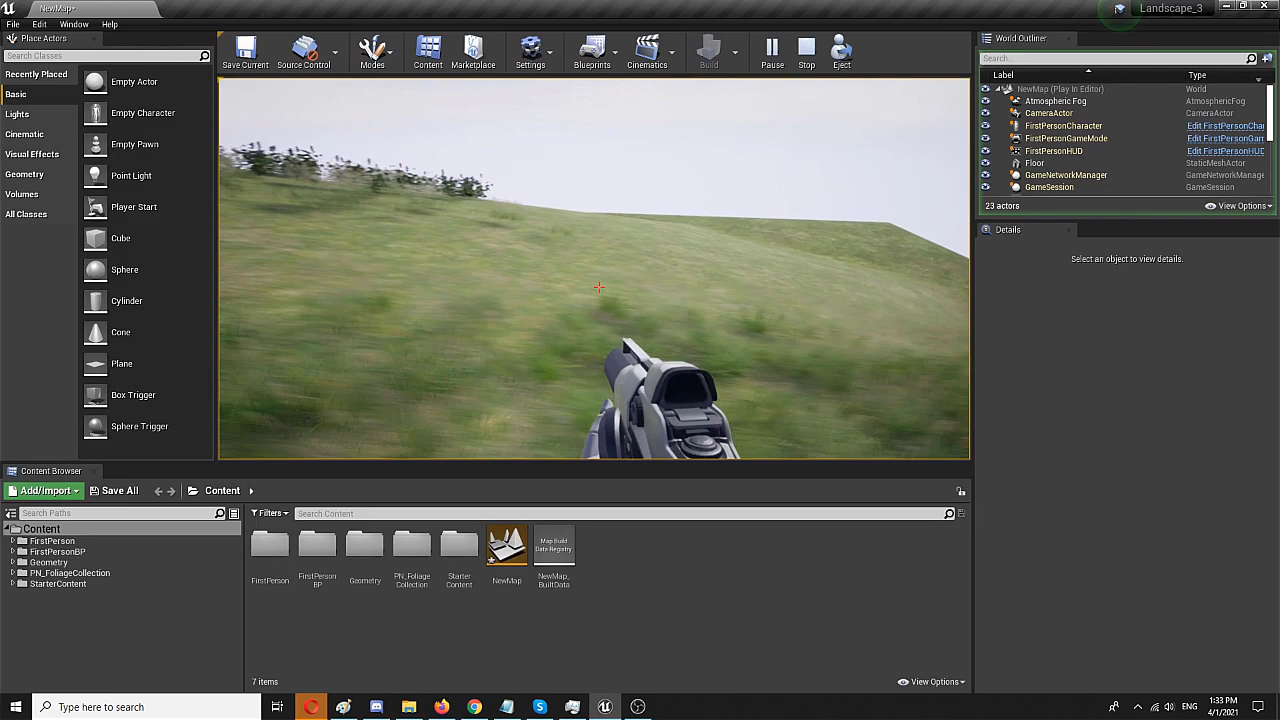 NewMap*
Landscape_3
File Edit Window Help
Place Actors
Search Classes
Recently Placed
Basic
Lights
Cinematic
Visual Effects
Geometry
Volumes
All Classes
Empty Actor
Empty Character
Empty Pawn
Point Light
Player Start
Cube
Sphere
Cylinder
Cone
Plane
Box Trigger
Sphere Trigger
Save Current Source Control Modes Content Marketplace Settings Blueprints Cinematics Build Pause Stop Eject
World Outliner
Search...
Label Type
NewMap (Play In Editor) World
Atmospheric Fog AtmosphericFog
CameraActor CameraActor
FirstPersonCharacter Edit FirstPersonCha
FirstPersonGameMode Edit FirstPersonGam
FirstPersonHUD Edit FirstPersonHUD
Floor StaticMeshActor
GameNetworkManager GameNetworkManage
GameSession GameSession
23 actors View Options
Details
Select an object to view details.
Content Browser
Add/Import Save All Content
Search Paths
Filters Search Content
Content
FirstPerson
FirstPersonBP
Geometry
PN_FoliageCollection
StarterContent
FirstPerson
FirstPerson
BP
Geometry
PN_Foliage
Collection
Starter
Content
NewMap
Map Build
Data Registry
NewMap_
BuiltData
7 items View Options
Type here to search
1:33 PM
4/1/2021